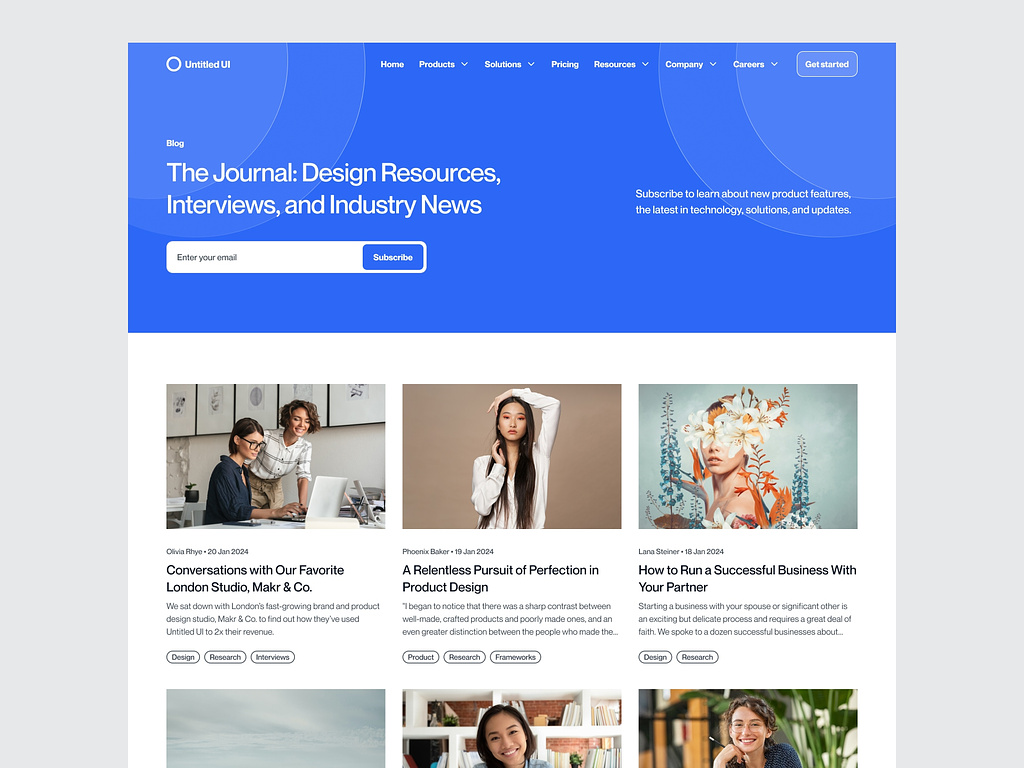 Untitled UI
Home Products Solutions Pricing Resources Company Careers Get started
Blog
The Journal: Design Resources,
Interviews, and Industry News
Subscribe to learn about new product features,
the latest in technology, solutions, and updates.
Enter your email Subscribe
Olivia Rhye • 20 Jan 2024
Conversations with Our Favorite
London Studio, Makr & Co.
We sat down with London's fast-growing brand and product
design studio, Makr & Co. to find out how they've used
Untitled UI to 2x their revenue.
Design Research Interviews
Phoenix Baker • 19 Jan 2024
A Relentless Pursuit of Perfection in
Product Design
"I began to notice that there was a sharp contrast between
well-made, crafted products and poorly made ones, and an
even greater distinction between the people who made the...
Product Research Frameworks
Lana Steiner • 18 Jan 2024
How to Run a Successful Business With
Your Partner
Starting a business with your spouse or significant other is
an exciting but delicate process and requires a great deal of
faith. We spoke to a dozen successful businesses about...
Design Research